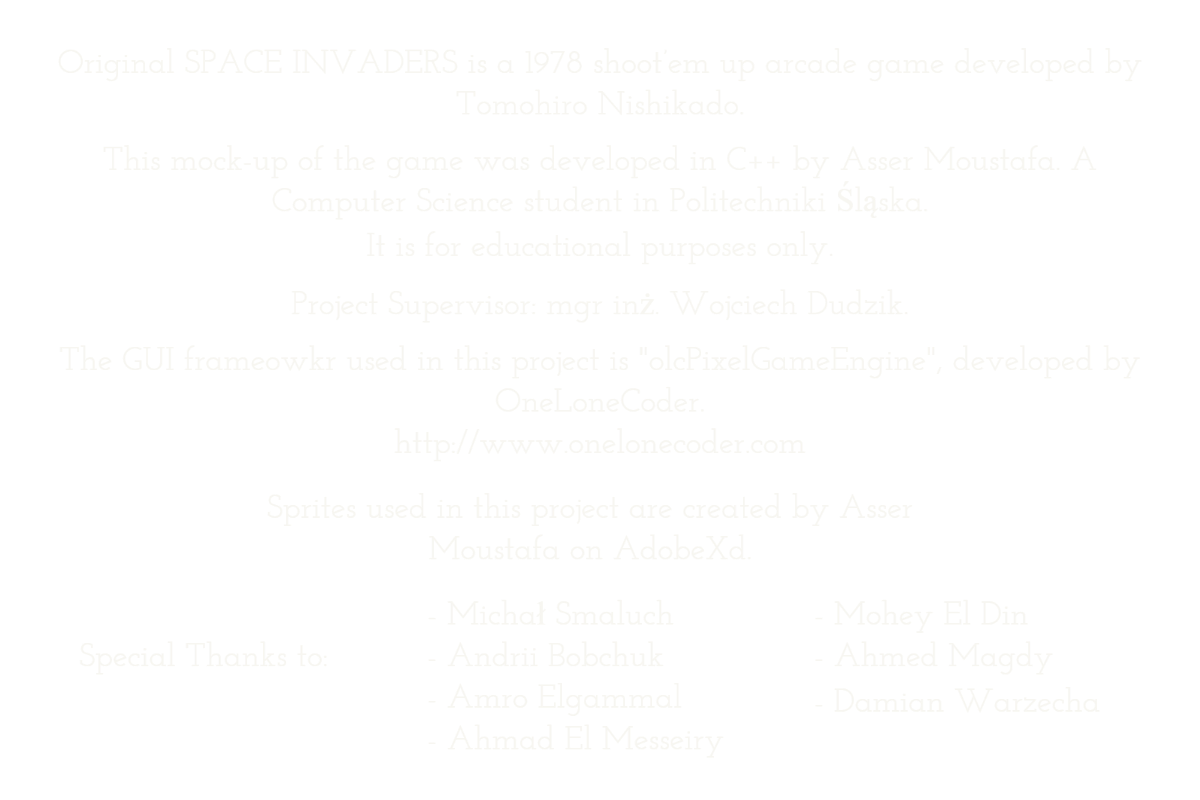 Original SPACE INVADERS is a 1978 shoot'em up arcade game developed by
Tomohiro Nishikado.
This mock-up of the game was developed in C++ by Asser Moustafa. A
Computer Science student in Politechniki Śląska.
It is for educational purposes only.
Project Supervisor: mgr inż. Wojciech Dudzik.
The GUI frameowkr used in this project is "olcPixelGameEngine", developed by
OneLoneCoder.
http://www.onelonecoder.com
Sprites used in this project are created by Asser
Moustafa on AdobeXd.
Special Thanks to:
- Michał Smaluch
- Andrii Bobchuk
- Amro Elgammal
- Ahmad El Messeiry
- Mohey El Din
- Ahmed Magdy
- Damian Warzecha